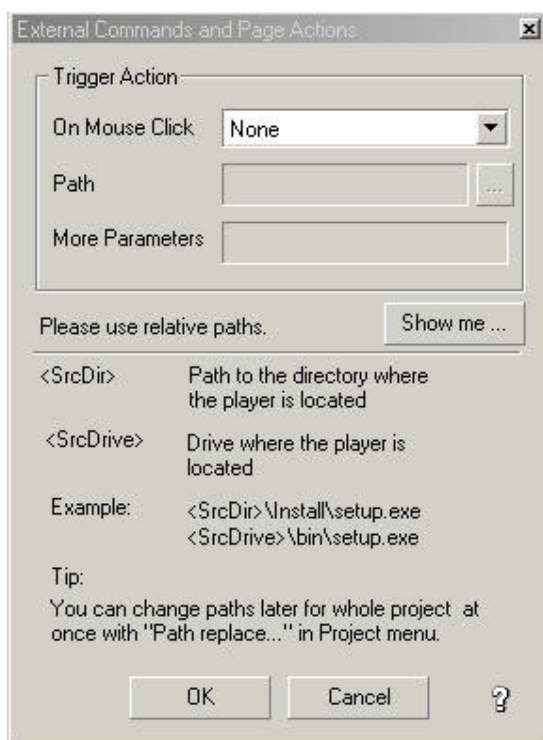 External Commands and Page Actions
Trigger Action
On Mouse Click None
Path ...
More Parameters
Please use relative paths. Show me ...
<SrcDir> Path to the directory where
the player is located
<SrcDrive> Drive where the player is
located
Example: <SrcDir>\Install\setup.exe
<SrcDrive>\bin\setup.exe
Tip:
You can change paths later for whole project at
once with "Path replace..." in Project menu.
OK Cancel ?